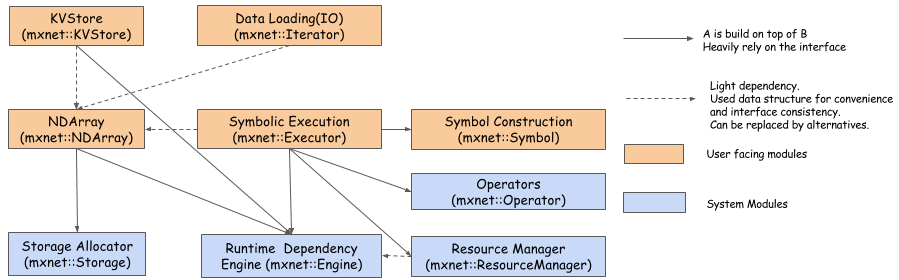 KVStore
(mxnet::KVStore)
Data Loading(IO)
(mxnet::Iterator)
A is build on top of B
Heavily rely on the interface
Light dependency.
Used data structure for convenience
and interface consistency.
Can be replaced by alternatives.
NDArray
(mxnet::NDArray)
Symbolic Execution
(mxnet::Executor)
Symbol Construction
(mxnet::Symbol)
User facing modules
Operators
(mxnet::Operator)
System Modules
Storage Allocator
(mxnet::Storage)
Runtime Dependency
Engine (mxnet::Engine)
Resource Manager
(mxnet::ResourceManager)